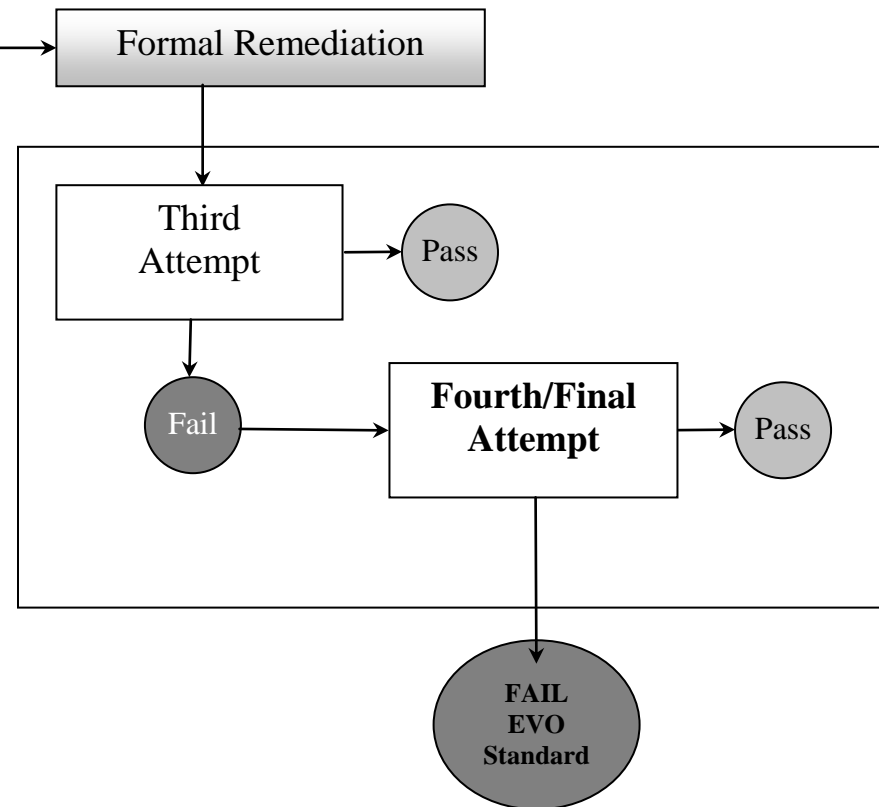 Formal Remediation
Third
Attempt
Pass
Fail
Fourth/Final
Attempt
Pass
FAIL
EVO
Standard